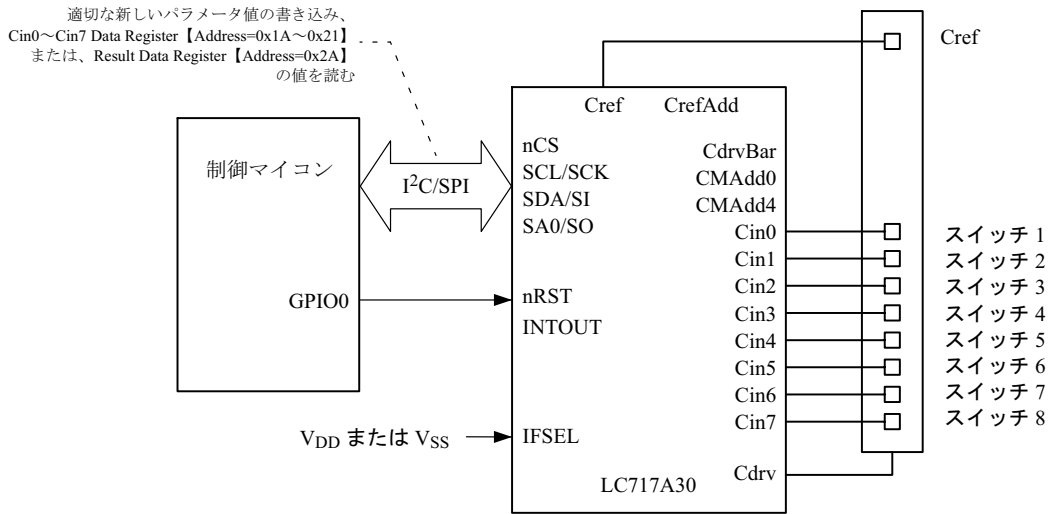 適切な新しいパラメータ値の書き込み、
Cin0～Cin7 Data Register【Address=0x1A～0x21】
または、Result Data Register【Address=0x2A】
の値を読む
Cref
Cref CrefAdd
nCS
CdrvBar
制御マイコン
I²C/SPI
SCL/SCK
CMAdd0
SDA/SI
CMAdd4
SA0/SO
Cin0 スイッチ 1
Cin1 スイッチ 2
Cin2 スイッチ 3
GPIO0 nRST
Cin3 スイッチ 4
INTOUT
Cin4 スイッチ 5
Cin5 スイッチ 6
Cin6 スイッチ 7
Cin7 スイッチ 8
VDD または VSS IFSEL
Cdrv
LC717A30